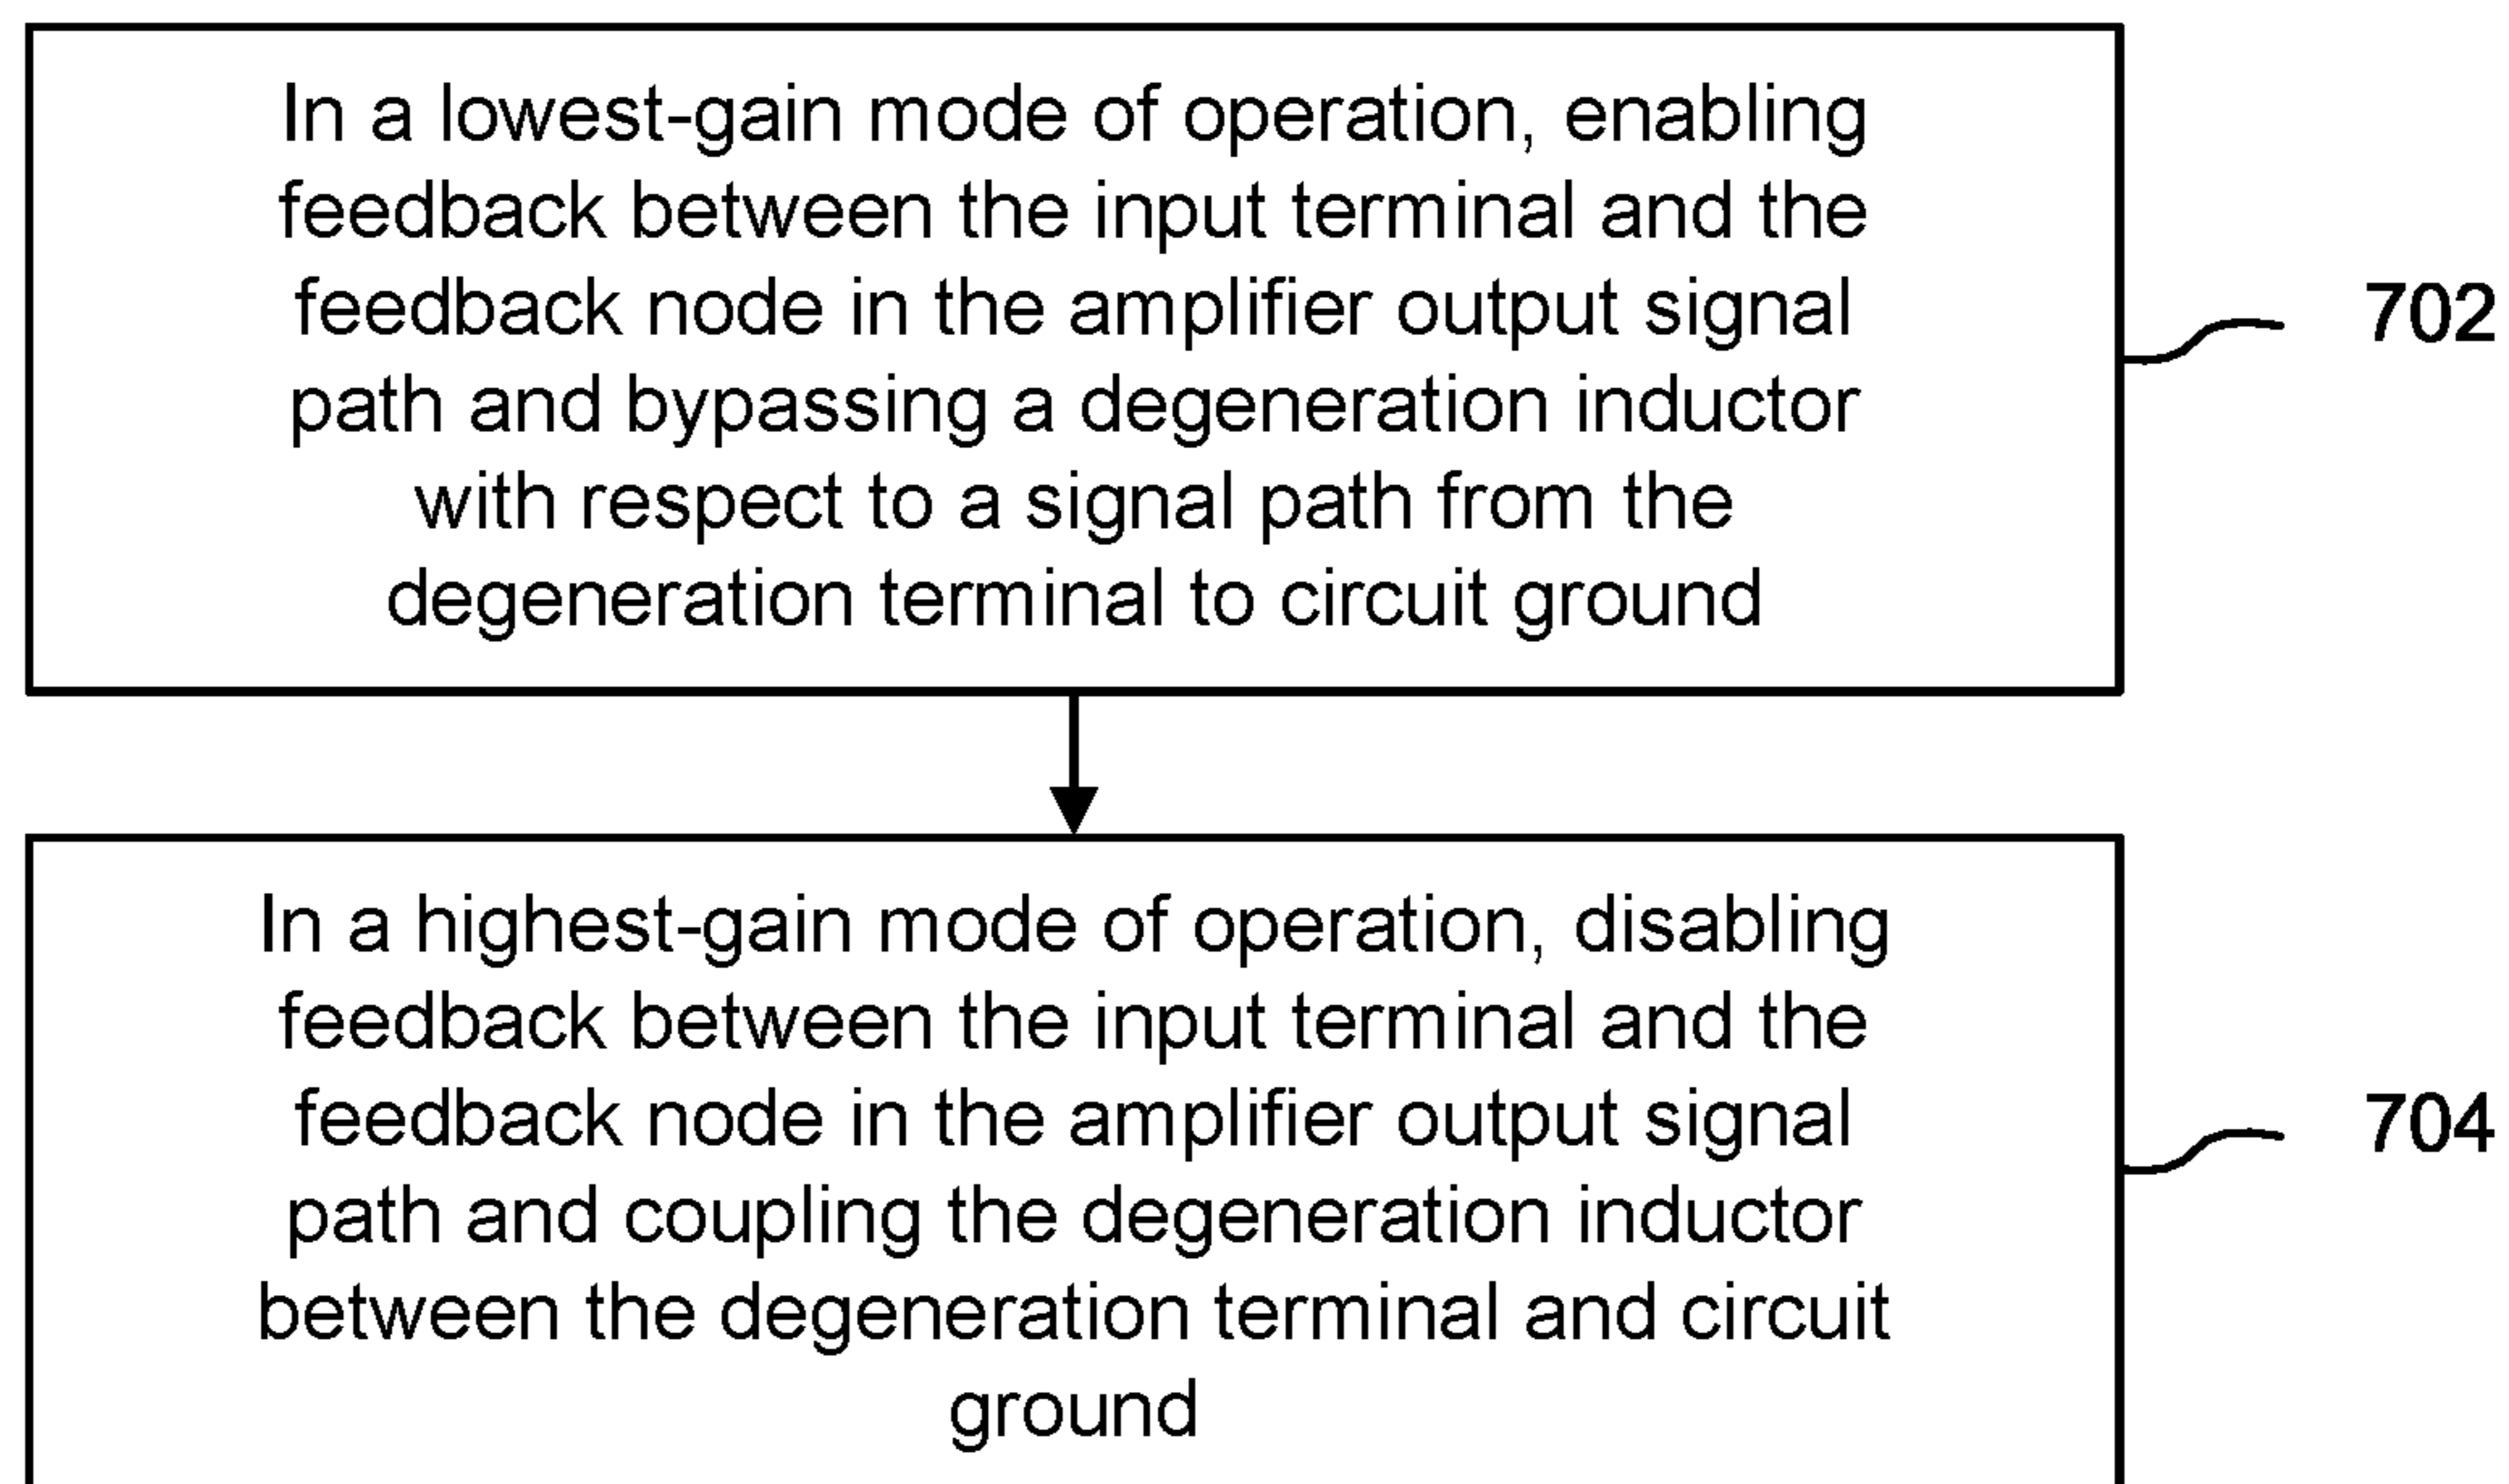 In a lowest-gain mode of operation, enabling
feedback between the input terminal and the
feedback node in the amplifier output signal
path and bypassing a degeneration inductor
with respect to a signal path from the
degeneration terminal to circuit ground
702
In a highest-gain mode of operation, disabling
feedback between the input terminal and the
feedback node in the amplifier output signal
path and coupling the degeneration inductor
between the degeneration terminal and circuit
ground
704